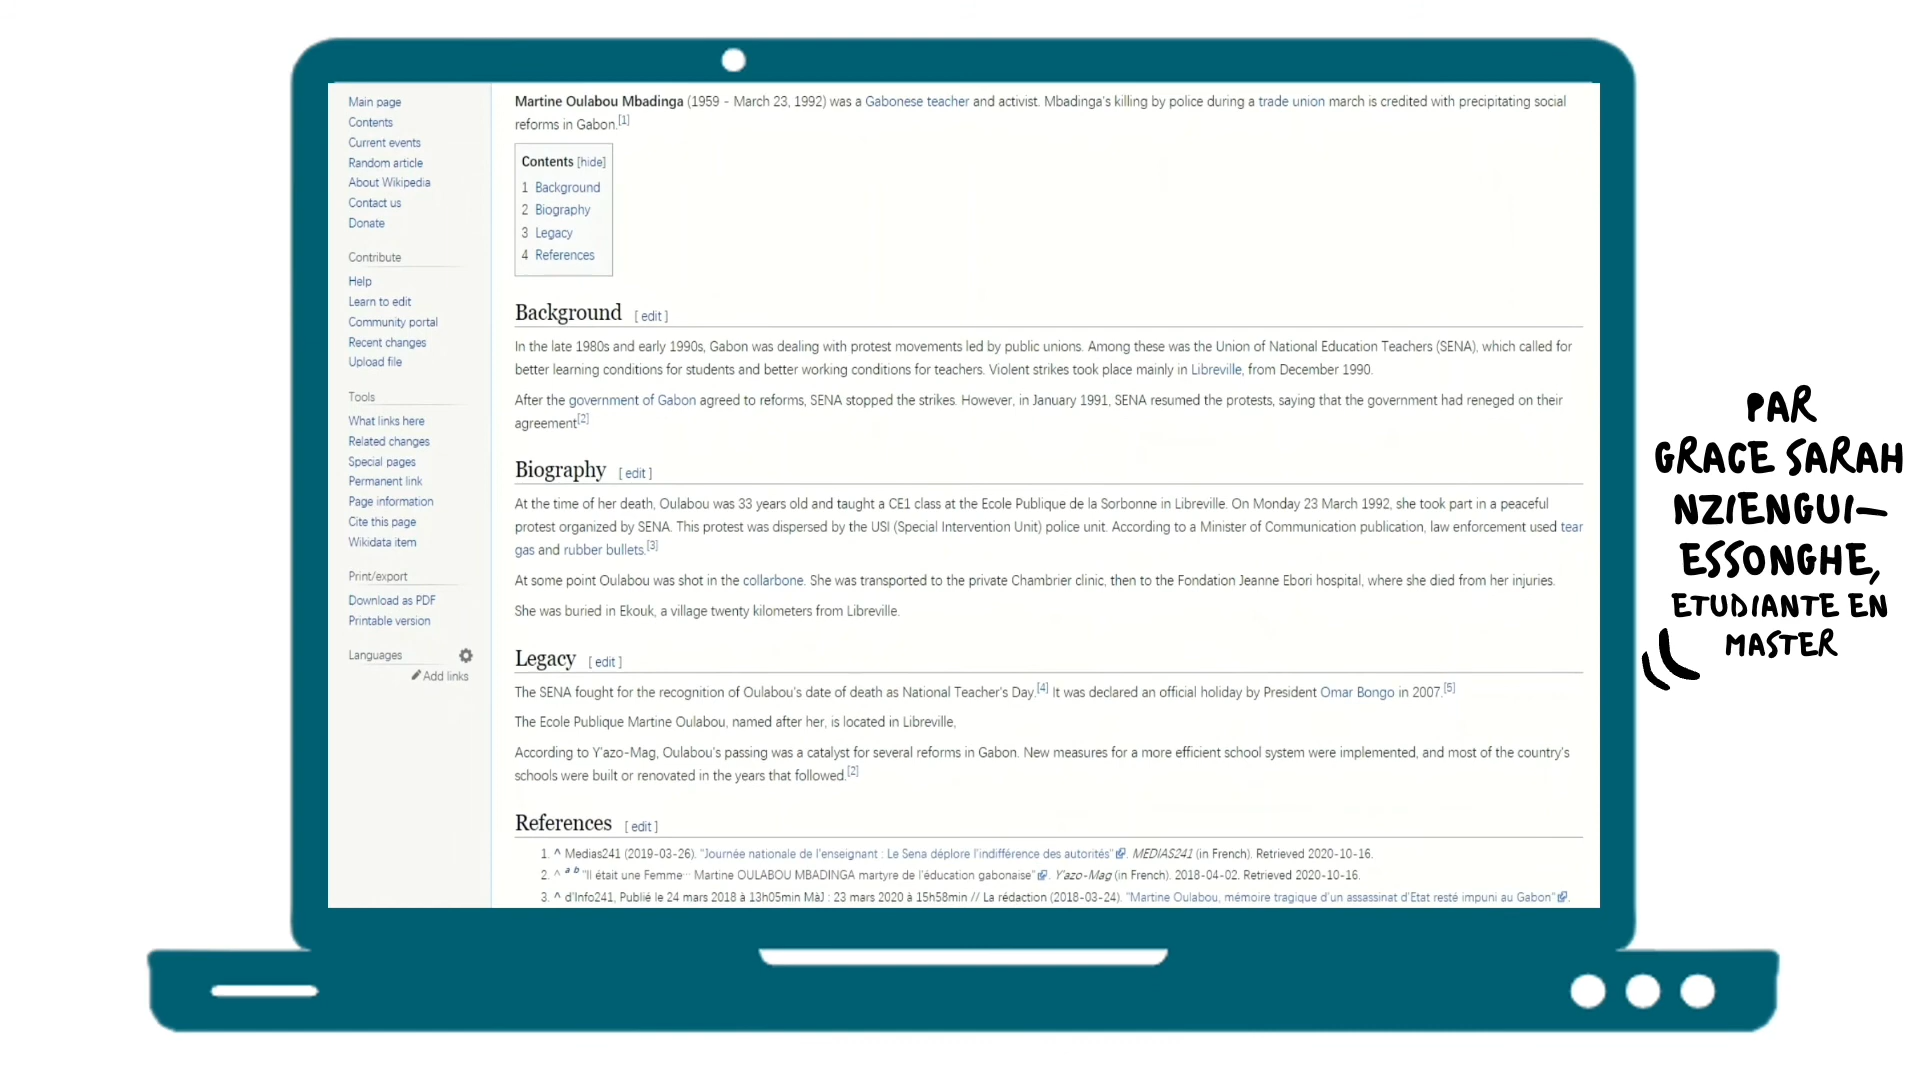 Main page
Contents
Current events
Random article
About Wikipedia
Contact us
Donate
Contribute
Help
Learn to edit
Community portal
Recent changes
Upload file
Tools
What links here
Related changes
Special pages
Permanent link
Page information
Cite this page
Wikidata item
Print/export
Download as PDF
Printable version
Languages
Add links
Martine Oulabou Mbadinga (1959 - March 23, 1992) was a Gabonese teacher and activist. Mbadinga's killing by police during a trade union march is credited with precipitating social
reforms in Gabon.[1]
Contents [hide]
1 Background
2 Biography
3 Legacy
4 References
Background [ edit ]
In the late 1980s and early 1990s, Gabon was dealing with protest movements led by public unions. Among these was the Union of National Education Teachers (SENA), which called for
better learning conditions for students and better working conditions for teachers. Violent strikes took place mainly in Libreville, from December 1990.
After the government of Gabon agreed to reforms, SENA stopped the strikes. However, in January 1991, SENA resumed the protests, saying that the government had reneged on their
agreement[2]
Biography [ edit ]
At the time of her death, Oulabou was 33 years old and taught a CE1 class at the Ecole Publique de la Sorbonne in Libreville. On Monday 23 March 1992, she took part in a peaceful
protest organized by SENA. This protest was dispersed by the USI (Special Intervention Unit) police unit. According to a Minister of Communication publication, law enforcement used tear
gas and rubber bullets.[3]
At some point Oulabou was shot in the collarbone. She was transported to the private Chambrier clinic, then to the Fondation Jeanne Ebori hospital, where she died from her injuries.
She was buried in Ekouk, a village twenty kilometers from Libreville.
Legacy [ edit ]
The SENA fought for the recognition of Oulabou's date of death as National Teacher's Day.[4] It was declared an official holiday by President Omar Bongo in 2007.[5]
The Ecole Publique Martine Oulabou, named after her, is located in Libreville,
According to Y'azo-Mag, Oulabou's passing was a catalyst for several reforms in Gabon. New measures for a more efficient school system were implemented, and most of the country's
schools were built or renovated in the years that followed.[2]
References [ edit ]
1. ^ Medias241 (2019-03-26). "Journée nationale de l'enseignant : Le Sena déplore l'indifférence des autorités". MEDIAS241 (in French). Retrieved 2020-10-16.
2. ^ a b "Il était une Femme··· Martine OULABOU MBADINGA martyre de l'éducation gabonaise". Y'azo-Mag (in French). 2018-04-02. Retrieved 2020-10-16.
3. ^ d'Info241, Publié le 24 mars 2018 à 13h05min MàJ : 23 mars 2020 à 15h58min // La rédaction (2018-03-24). "Martine Oulabou, mémoire tragique d'un assassinat d'Etat resté impuni au Gabon".
PAR
GRACE SARAH
NZIENGUI—
ESSONGHE,
ETUDIANTE EN
MASTER